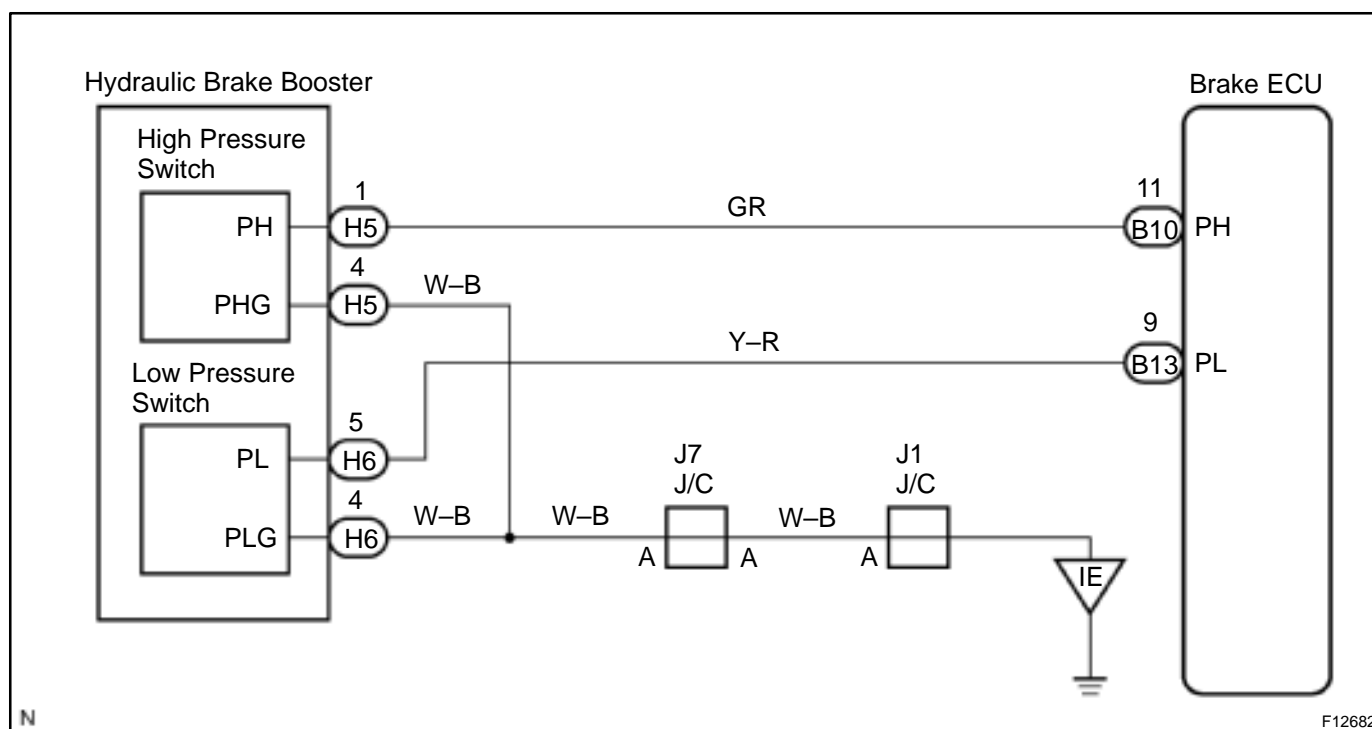 Hydraulic Brake Booster
Brake ECU
High Pressure
Switch
1
11
GR
PH
H5
B10
PH
4
W–B
PHG
H5
9
Y–R
B13
PL
Low Pressure
Switch
5
PL
H6
J7
J/C
J1
J/C
4
W–B
W–B
W–B
PLG
H6
A
A
A
IE
N
F12682